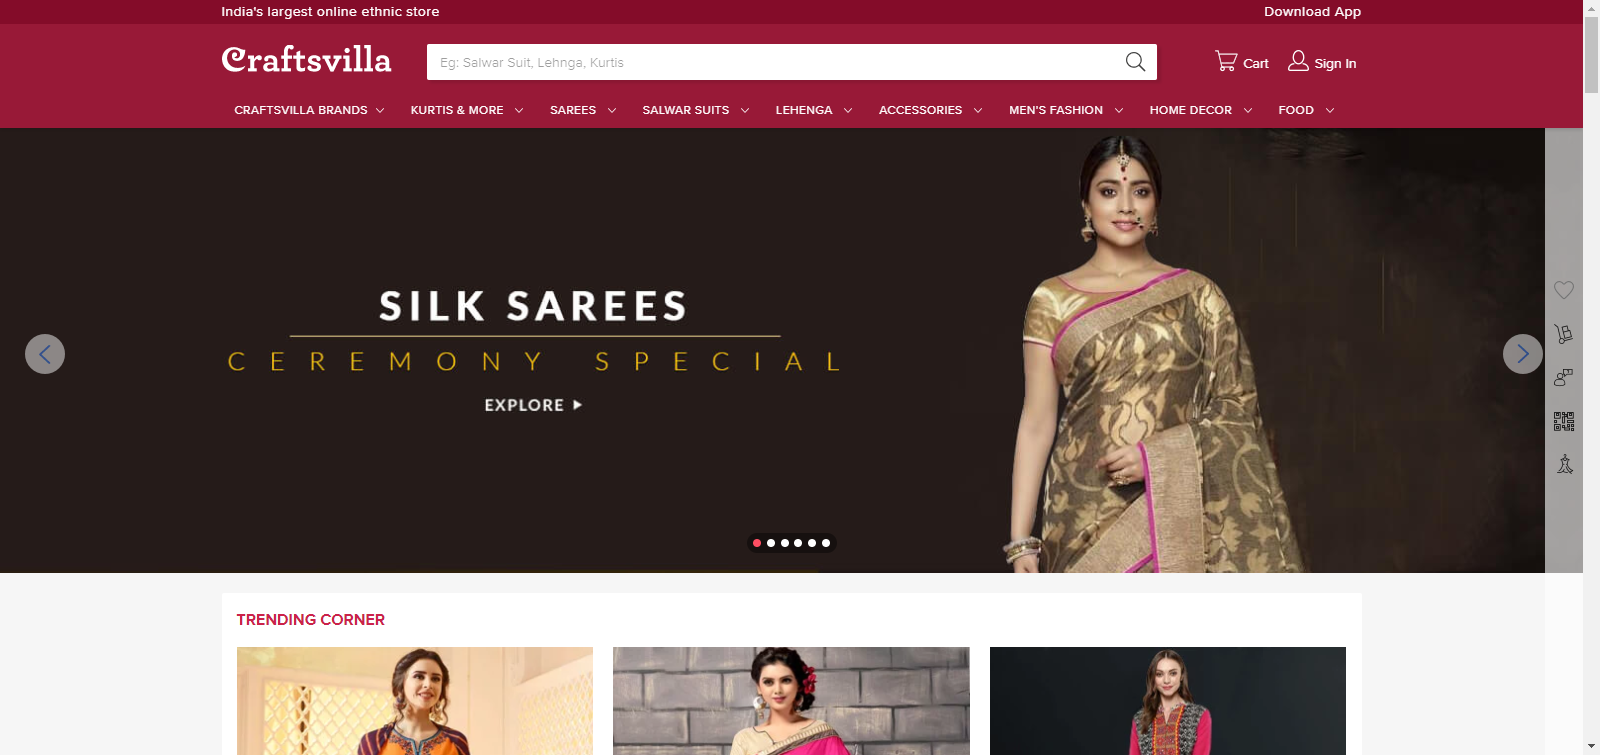 India's largest online ethnic store
Download App
Craftsvilla
Eg: Salwar Suit, Lehnga, Kurtis
Cart
Sign In
CRAFTSVILLA BRANDS
KURTIS & MORE
SAREES
SALWAR SUITS
LEHENGA
ACCESSORIES
MEN'S FASHION
HOME DECOR
FOOD
SILK SAREES
CEREMONY SPECIAL
EXPLORE
TRENDING CORNER